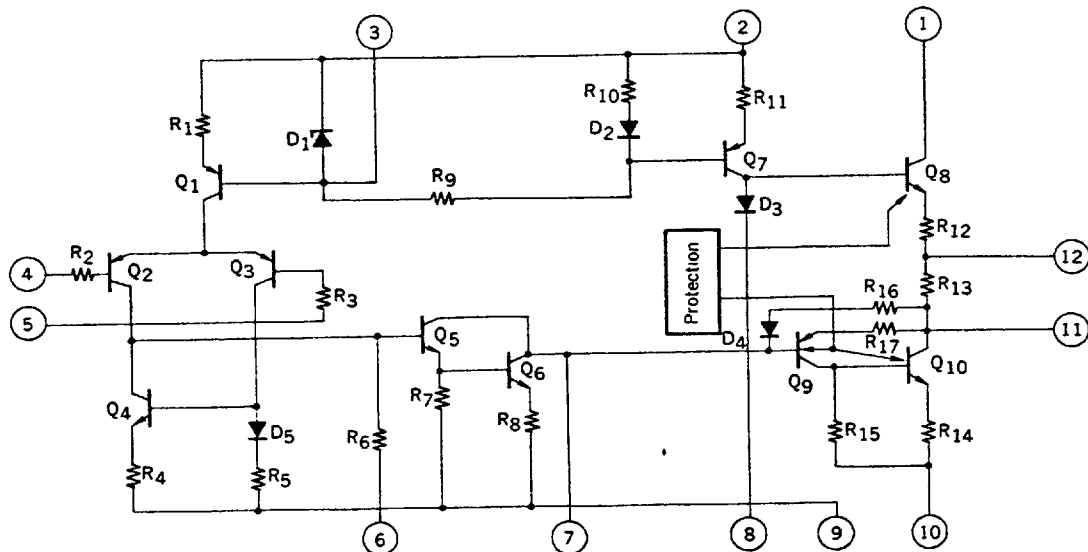 3
2
1
R10
R11
R1
D1
D2
Q1
R9
Q7
Q8
D3
R12
R2
4
Q2
Q3
R3
Protection
12
R16
R13
5
D4
R17
11
Q5
Q6
Q9
Q10
R7
Q4
D5
R6
R8
R15
R14
R4
R5
6
7
8
9
10